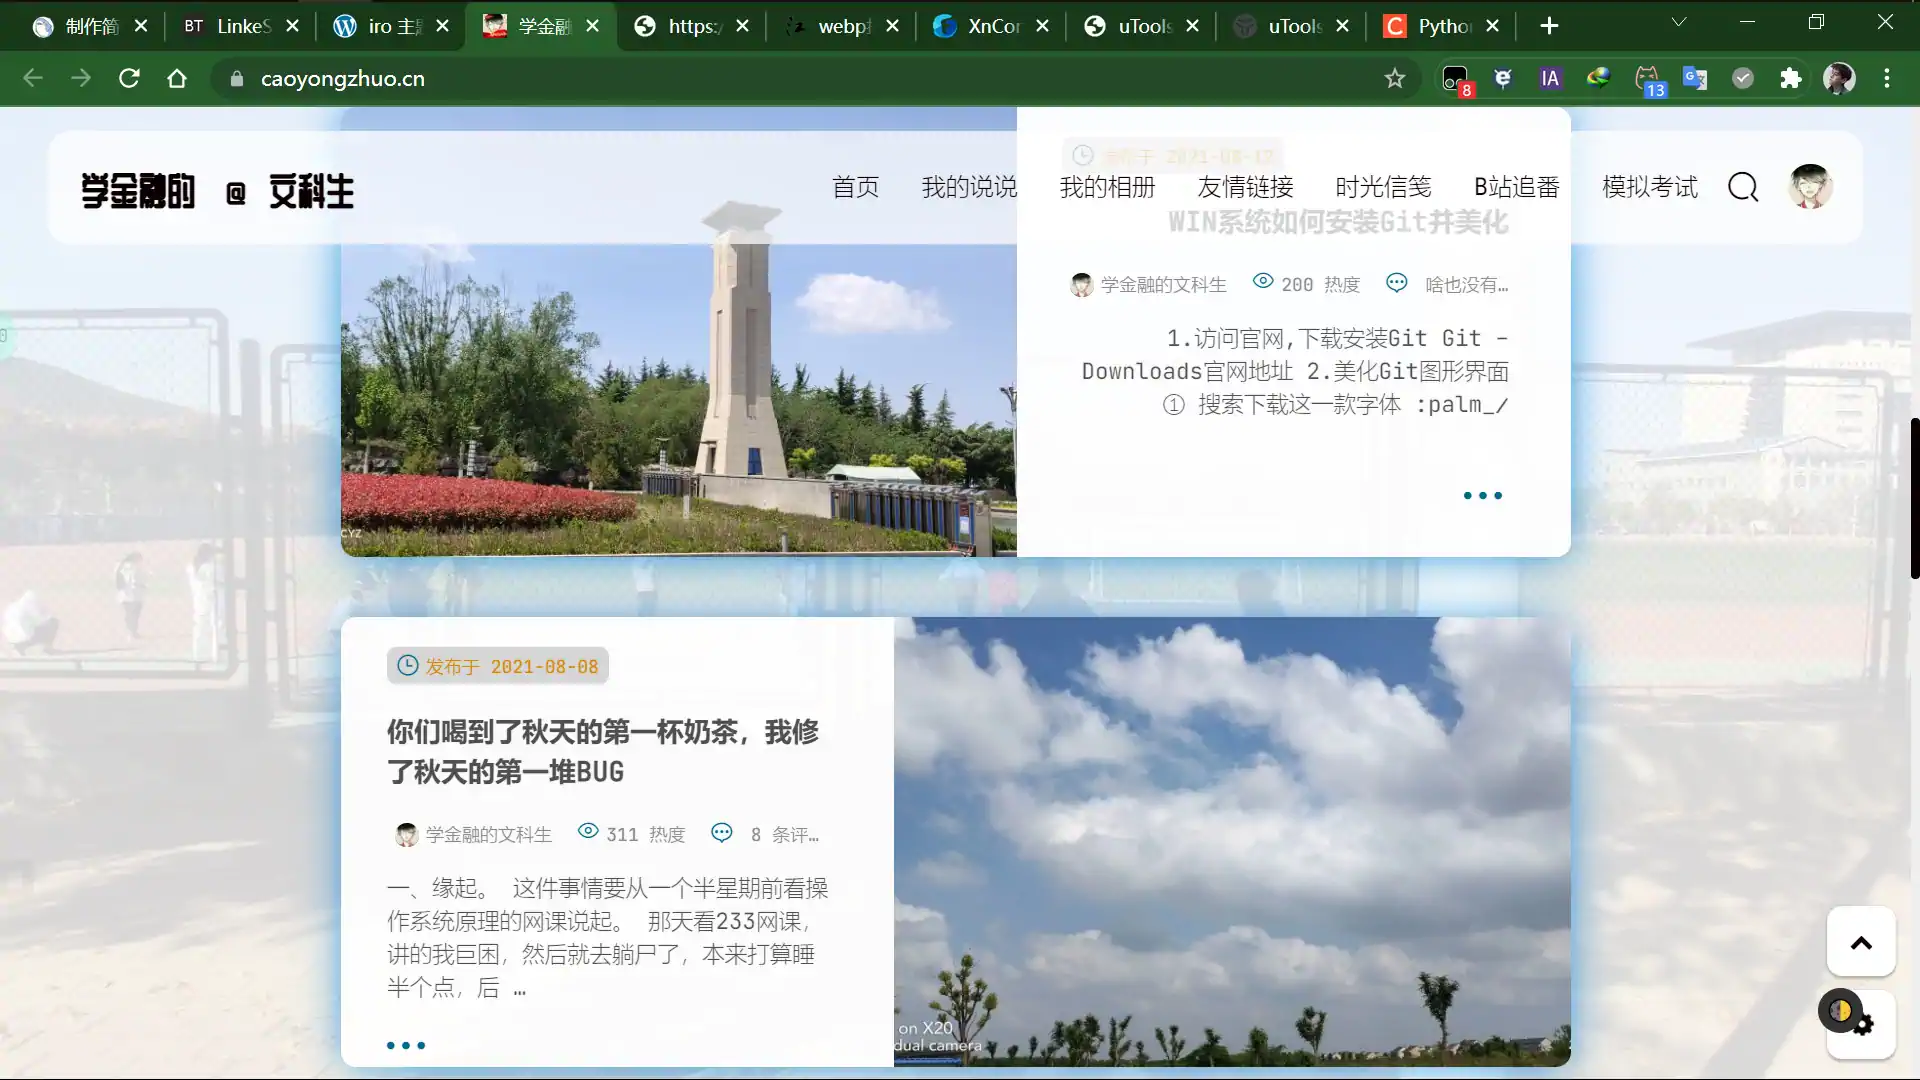 制作简
BT LinkeS
iro 主
学金融
https:/
webp
XnCor
uTools
uTools
Pytho
caoyongzhuo.cn
8
IA
13
学金融的 @ 文科生
首页 我的说说 我的相册 友情链接 时光信笺 B站追番 模拟考试
发布于 2021-08-12
WIN系统如何安装Git并美化
学金融的文科生 200 热度 啥也没有…
1.访问官网,下载安装Git Git –
Downloads官网地址 2.美化Git图形界面
① 搜索下载这一款字体 :palm_/
CYZ
发布于 2021-08-08
你们喝到了秋天的第一杯奶茶，我修
了秋天的第一堆BUG
学金融的文科生 311 热度 8 条评…
一、缘起。 这件事情要从一个半星期前看操
作系统原理的网课说起。 那天看233网课，
讲的我巨困，然后就去躺尸了，本来打算睡
半个点，后 …
on X20
dual camera